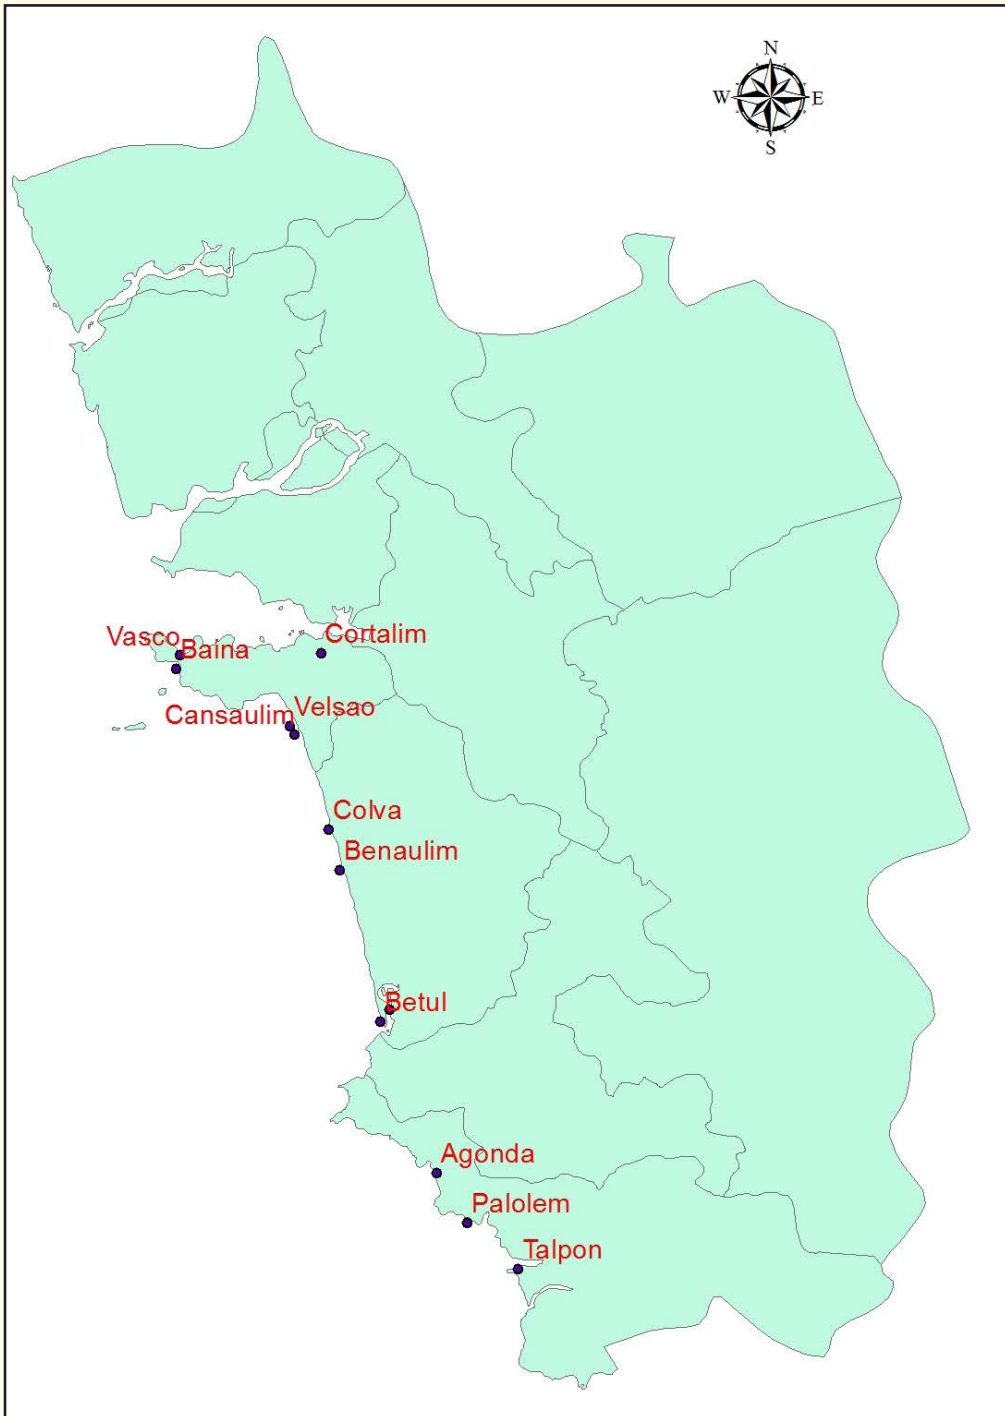 N
W E
S
Vasco
Baina
Cortalim
Cansaulim
Velsao
Colva
Benaulim
Betul
Agonda
Palolem
Talpon